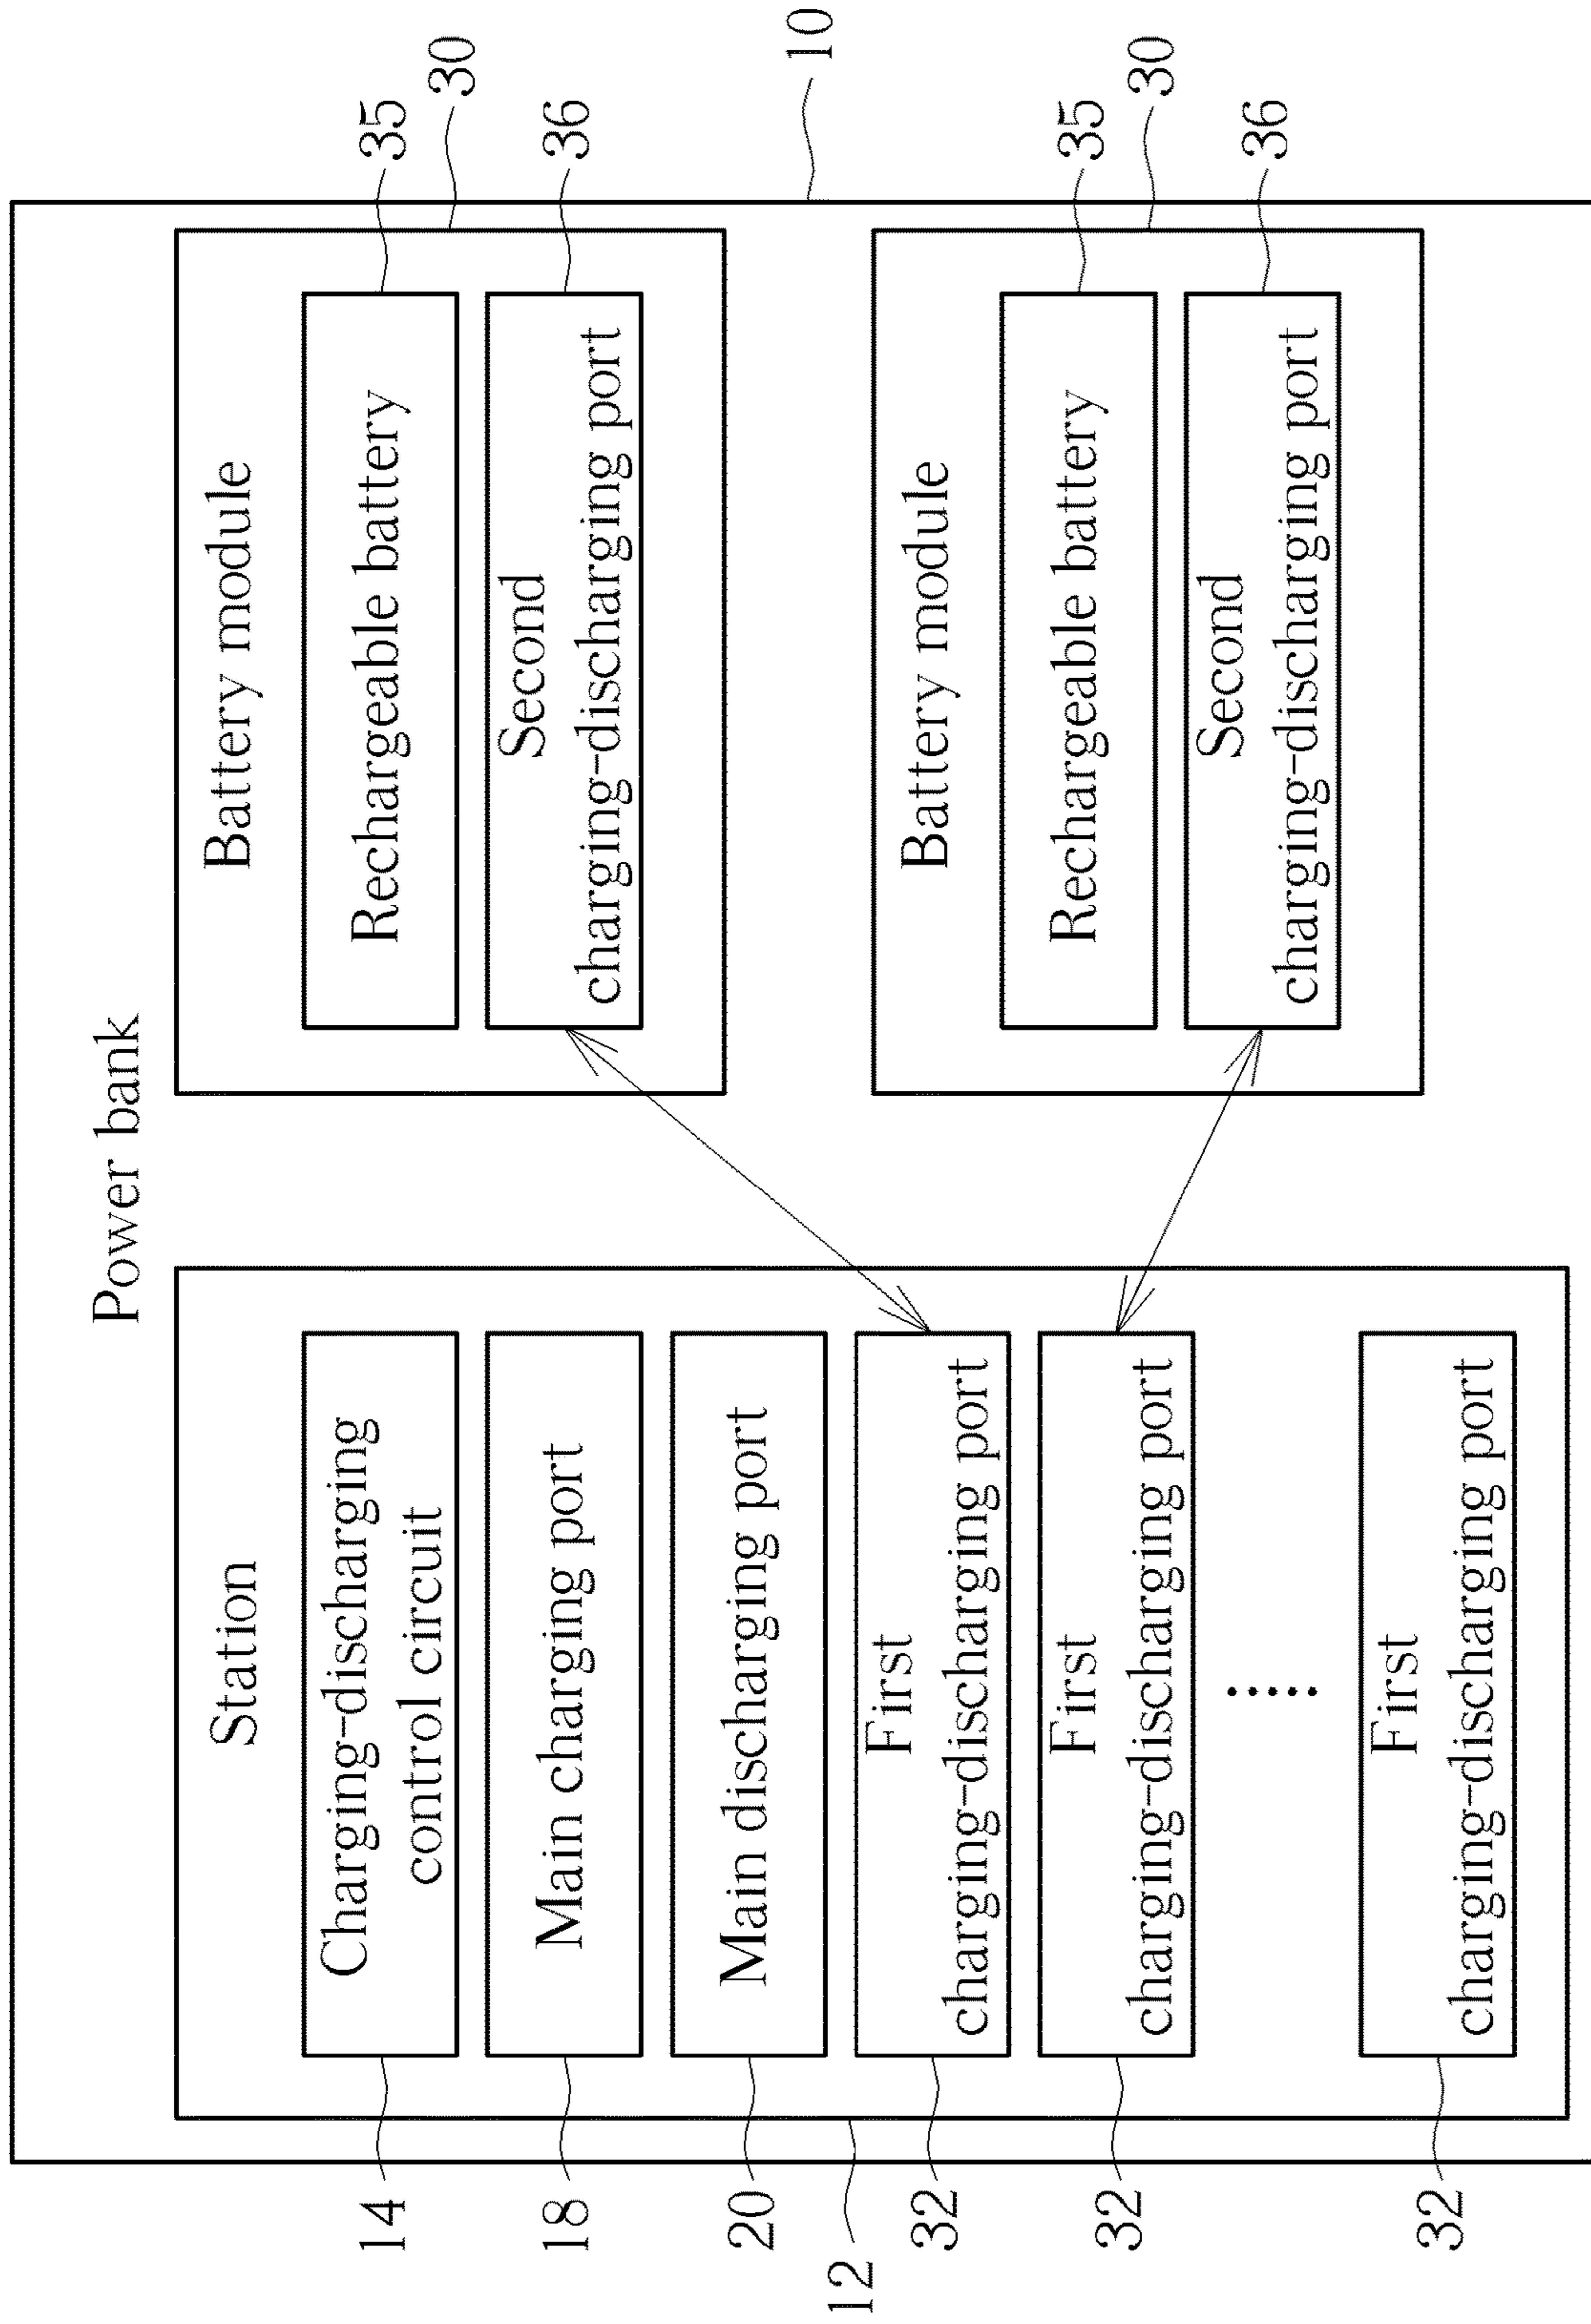 Power bank
Station
14
Charging-discharging
control circuit
18
Main charging port
20
Main discharging port
12
32
First
charging-discharging port
32
First
charging-discharging port
.....
32
First
charging-discharging port
Battery module
Rechargeable battery
35
30
Second
charging-discharging port
36
10
Battery module
Rechargeable battery
35
30
Second
charging-discharging port
36